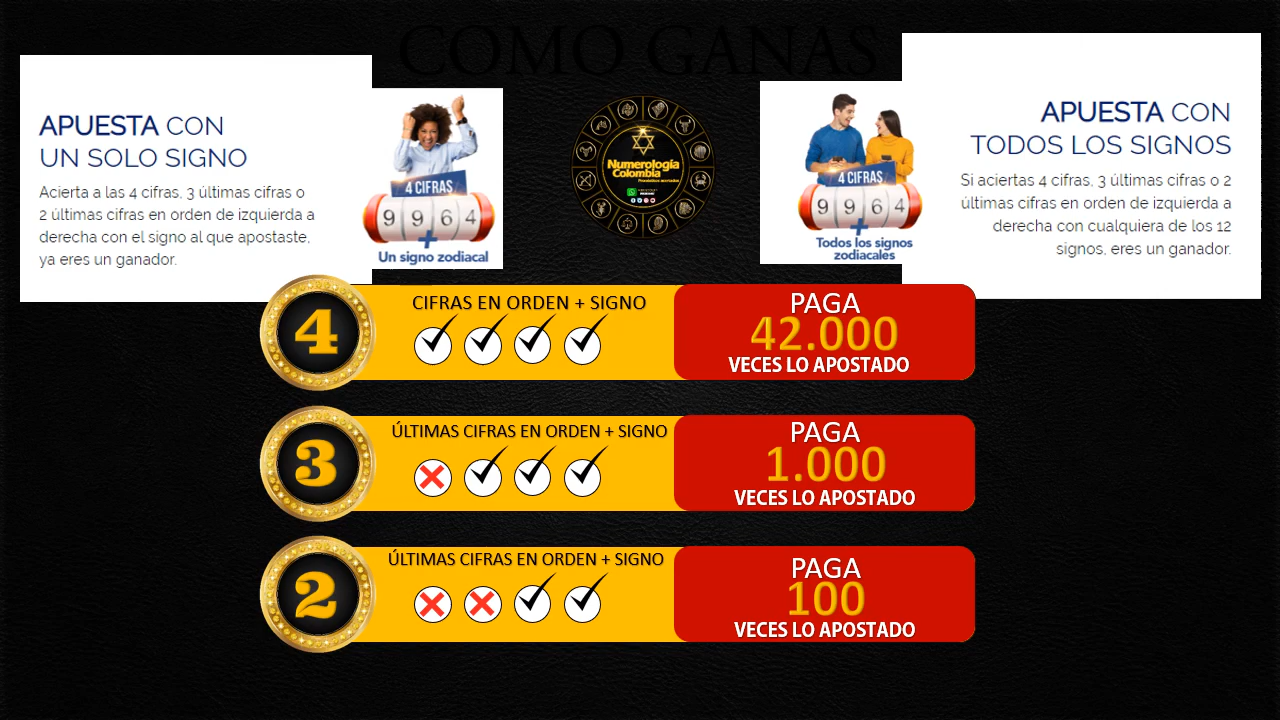 COMO GANAS
APUESTA CON
UN SOLO SIGNO
Acierta a las 4 cifras, 3 últimas cifras o
2 últimas cifras en orden de izquierda a
derecha con el signo al que apostaste,
ya eres un ganador.
4 CIFRAS
9 9 6 4
+
Un signo zodiacal
Numerología
Colombia
APUESTA CON
TODOS LOS SIGNOS
Si aciertas 4 cifras, 3 últimas cifras o 2
últimas cifras en orden de izquierda a
derecha con cualquiera de los 12
signos, eres un ganador.
4 CIFRAS
9 9 6 4
+
Todos los signos
zodiacales
4
CIFRAS EN ORDEN + SIGNO
PAGA
42.000
VECES LO APOSTADO
3
ÚLTIMAS CIFRAS EN ORDEN + SIGNO
PAGA
1.000
VECES LO APOSTADO
2
ÚLTIMAS CIFRAS EN ORDEN + SIGNO
PAGA
100
VECES LO APOSTADO